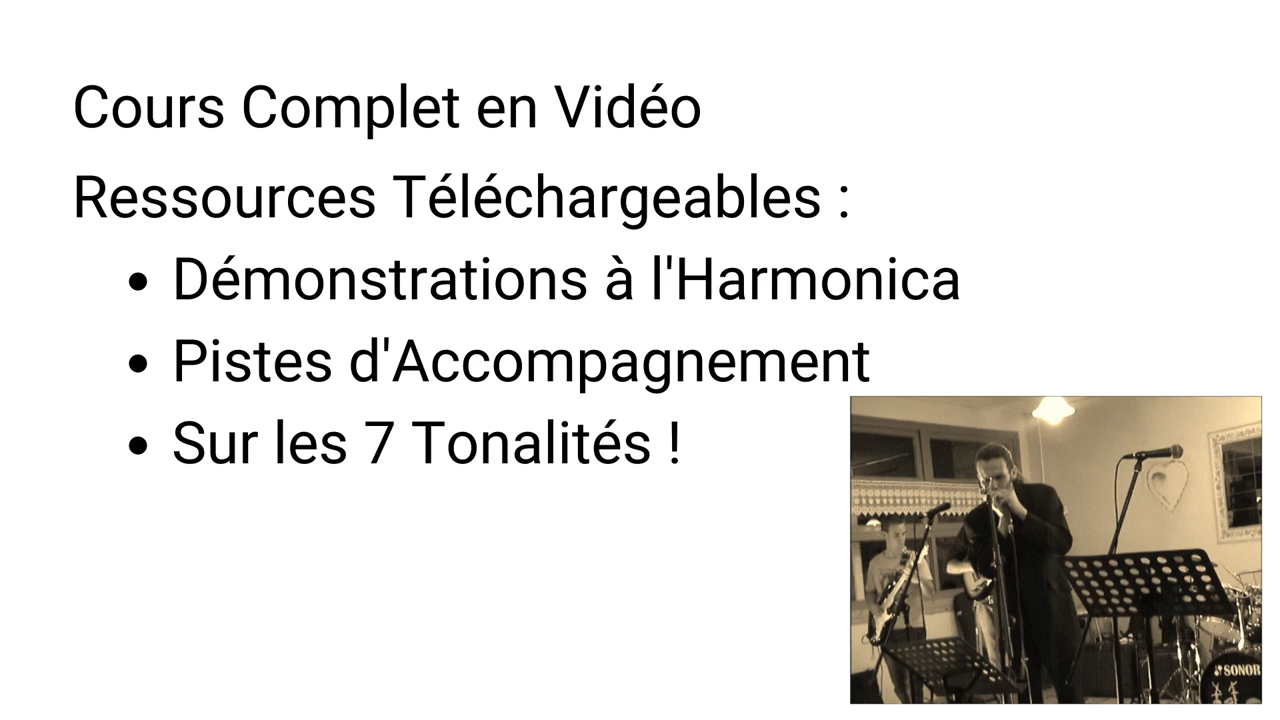 Cours Complet en Vidéo
Ressources Téléchargeables :
• Démonstrations à l'Harmonica
• Pistes d'Accompagnement
• Sur les 7 Tonalités !
SONOR